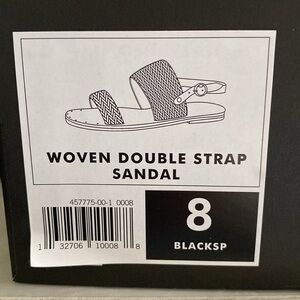 WOVEN DOUBLE STRAP
SANDAL
457775-00-1 0008
1 32706 10008 8
8
BLACKSP